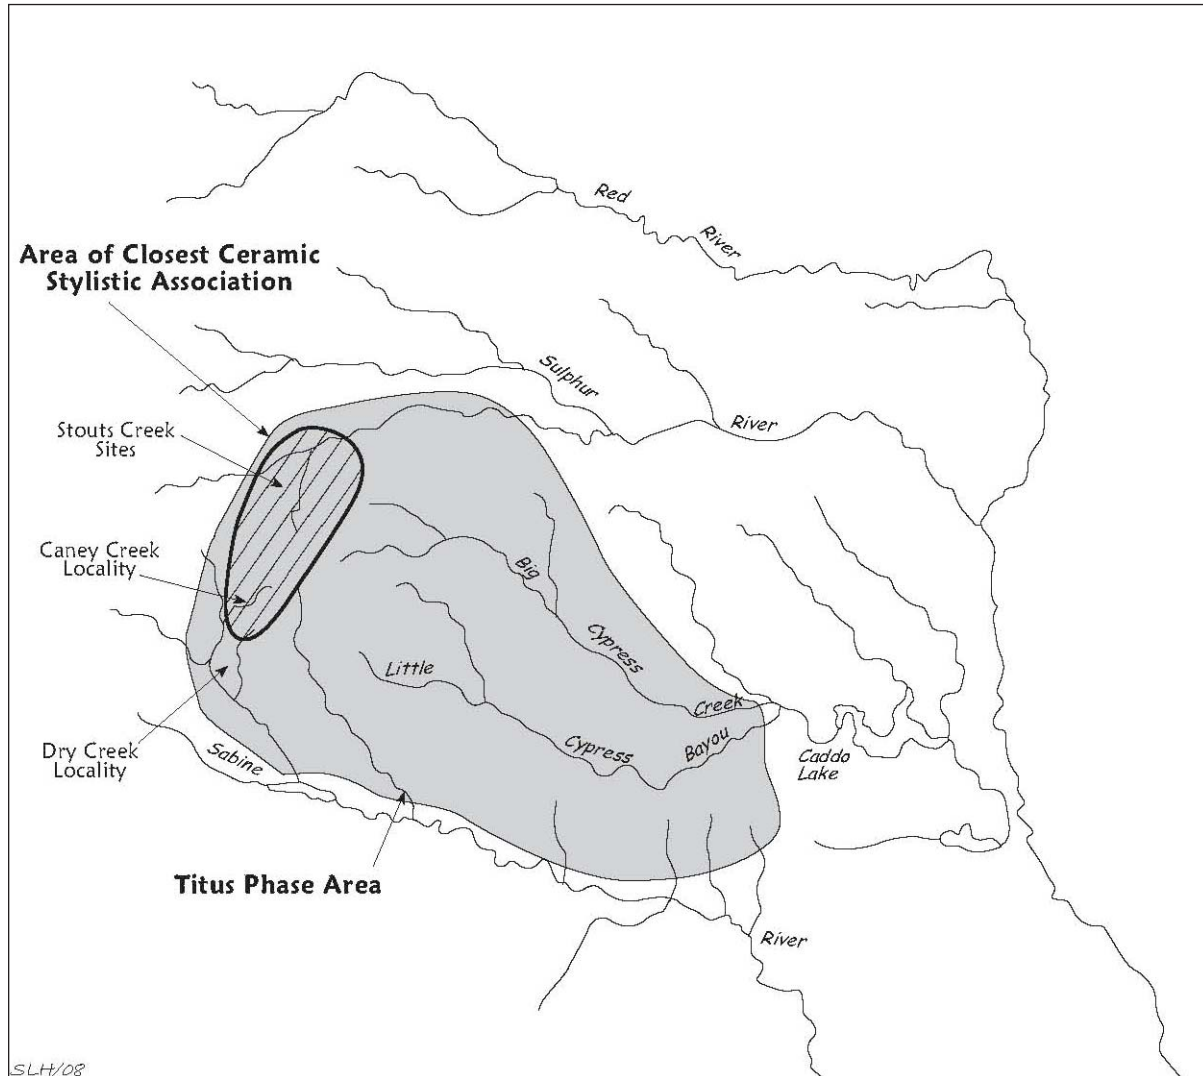 Red
River
Area of Closest Ceramic
Stylistic Association
Sulphur
River
Stouts Creek
Sites
Caney Creek
Locality
Big
Cypress
Creek
Little
Cypress
Bayou
Caddo
Lake
Dry Creek
Locality
Sabine
River
Titus Phase Area
SLH/08